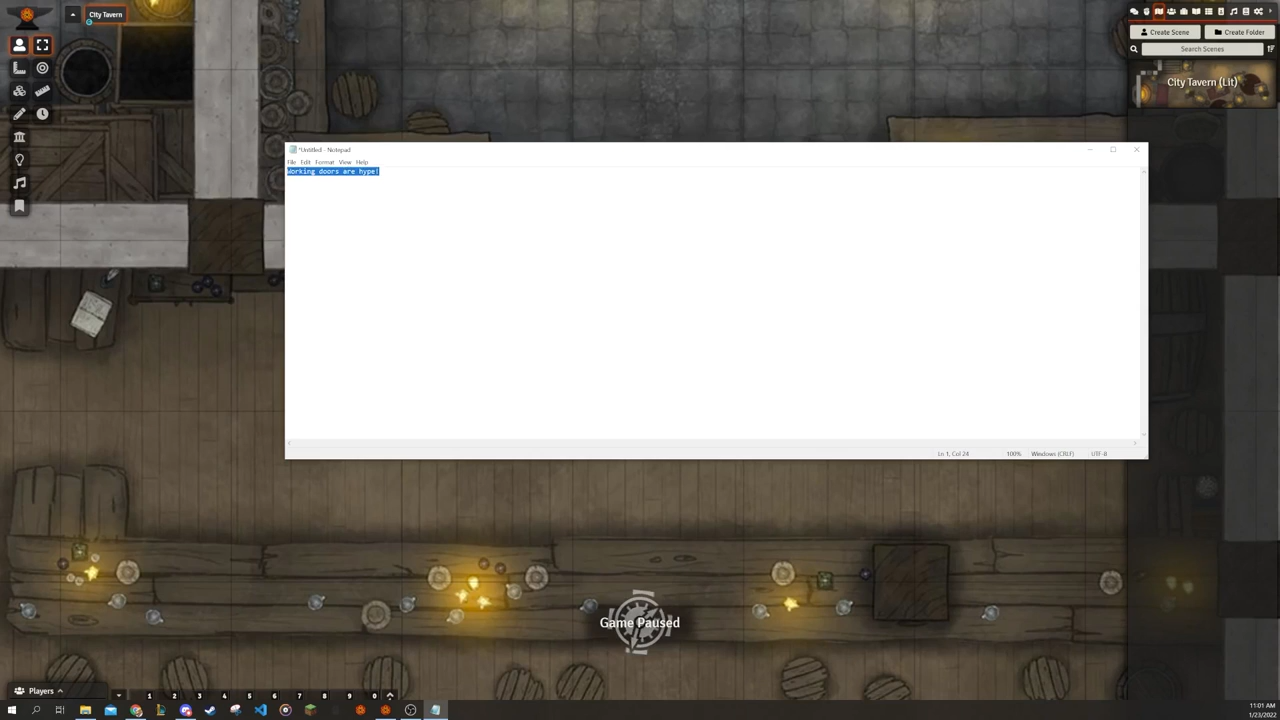 City Tavern
Create Scene
Create Folder
Search Scenes
City Tavern (Lit)
*Untitled - Notepad
File Edit Format View Help
Working doors are hype!
Ln 1, Col 24
100%
Windows (CRLF)
UTF-8
Game Paused
Players
1 2 3 4 5 6 7 8 9 0
11:01 AM
1/23/2022